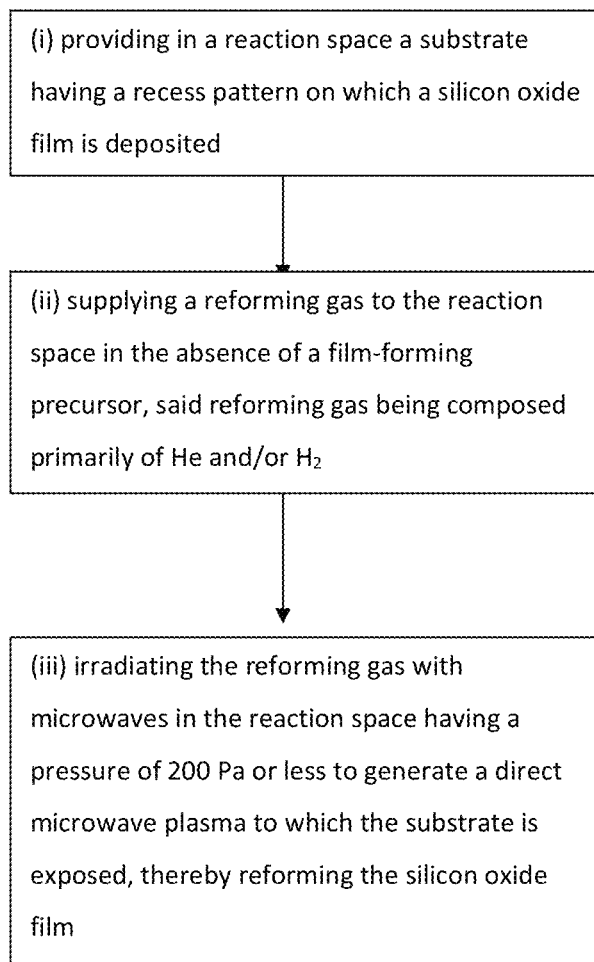 (i) providing in a reaction space a substrate
having a recess pattern on which a silicon oxide
film is deposited
(ii) supplying a reforming gas to the reaction
space in the absence of a film-forming
precursor, said reforming gas being composed
primarily of He and/or H₂
(iii) irradiating the reforming gas with
microwaves in the reaction space having a
pressure of 200 Pa or less to generate a direct
microwave plasma to which the substrate is
exposed, thereby reforming the silicon oxide
film